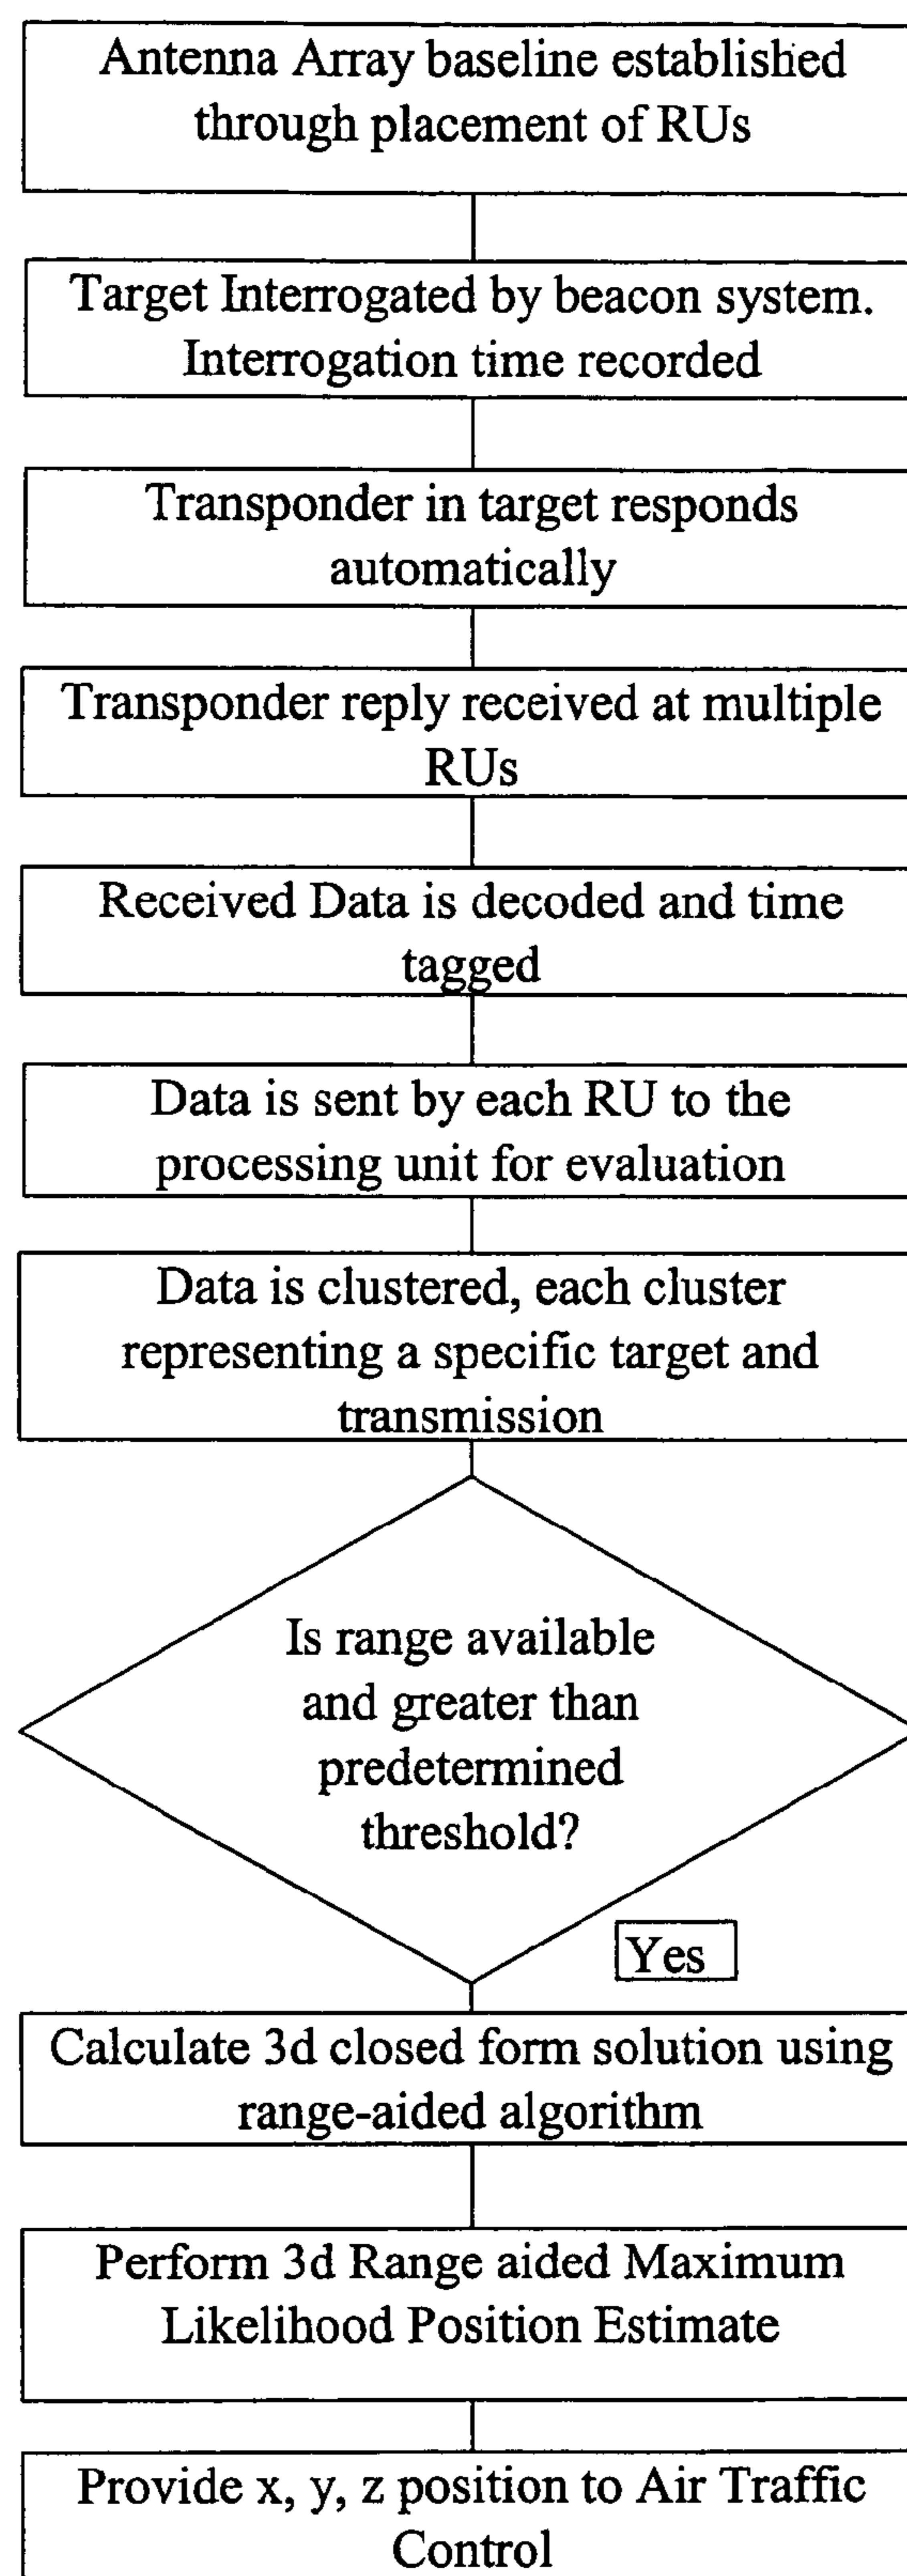 Antenna Array baseline established
through placement of RUs
Target Interrogated by beacon system.
Interrogation time recorded
Transponder in target responds
automatically
Transponder reply received at multiple
RUs
Received Data is decoded and time
tagged
Data is sent by each RU to the
processing unit for evaluation
Data is clustered, each cluster
representing a specific target and
transmission
Is range available
and greater than
predetermined
threshold?
Yes
Calculate 3d closed form solution using
range-aided algorithm
Perform 3d Range aided Maximum
Likelihood Position Estimate
Provide x, y, z position to Air Traffic
Control